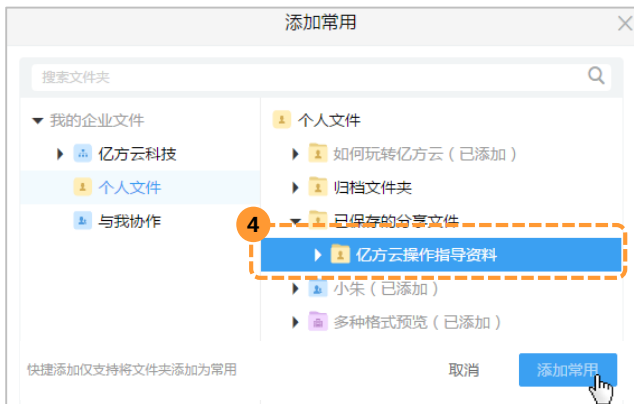 添加常用
搜索文件夹
我的企业文件
亿方云科技
个人文件
与我协作
个人文件
如何玩转亿方云（已添加）
归档文件夹
4
已保存的分享文件
亿方云操作指导资料
小朱（已添加）
多种格式预览（已添加）
快捷添加仅支持将文件夹添加为常用
取消
添加常用